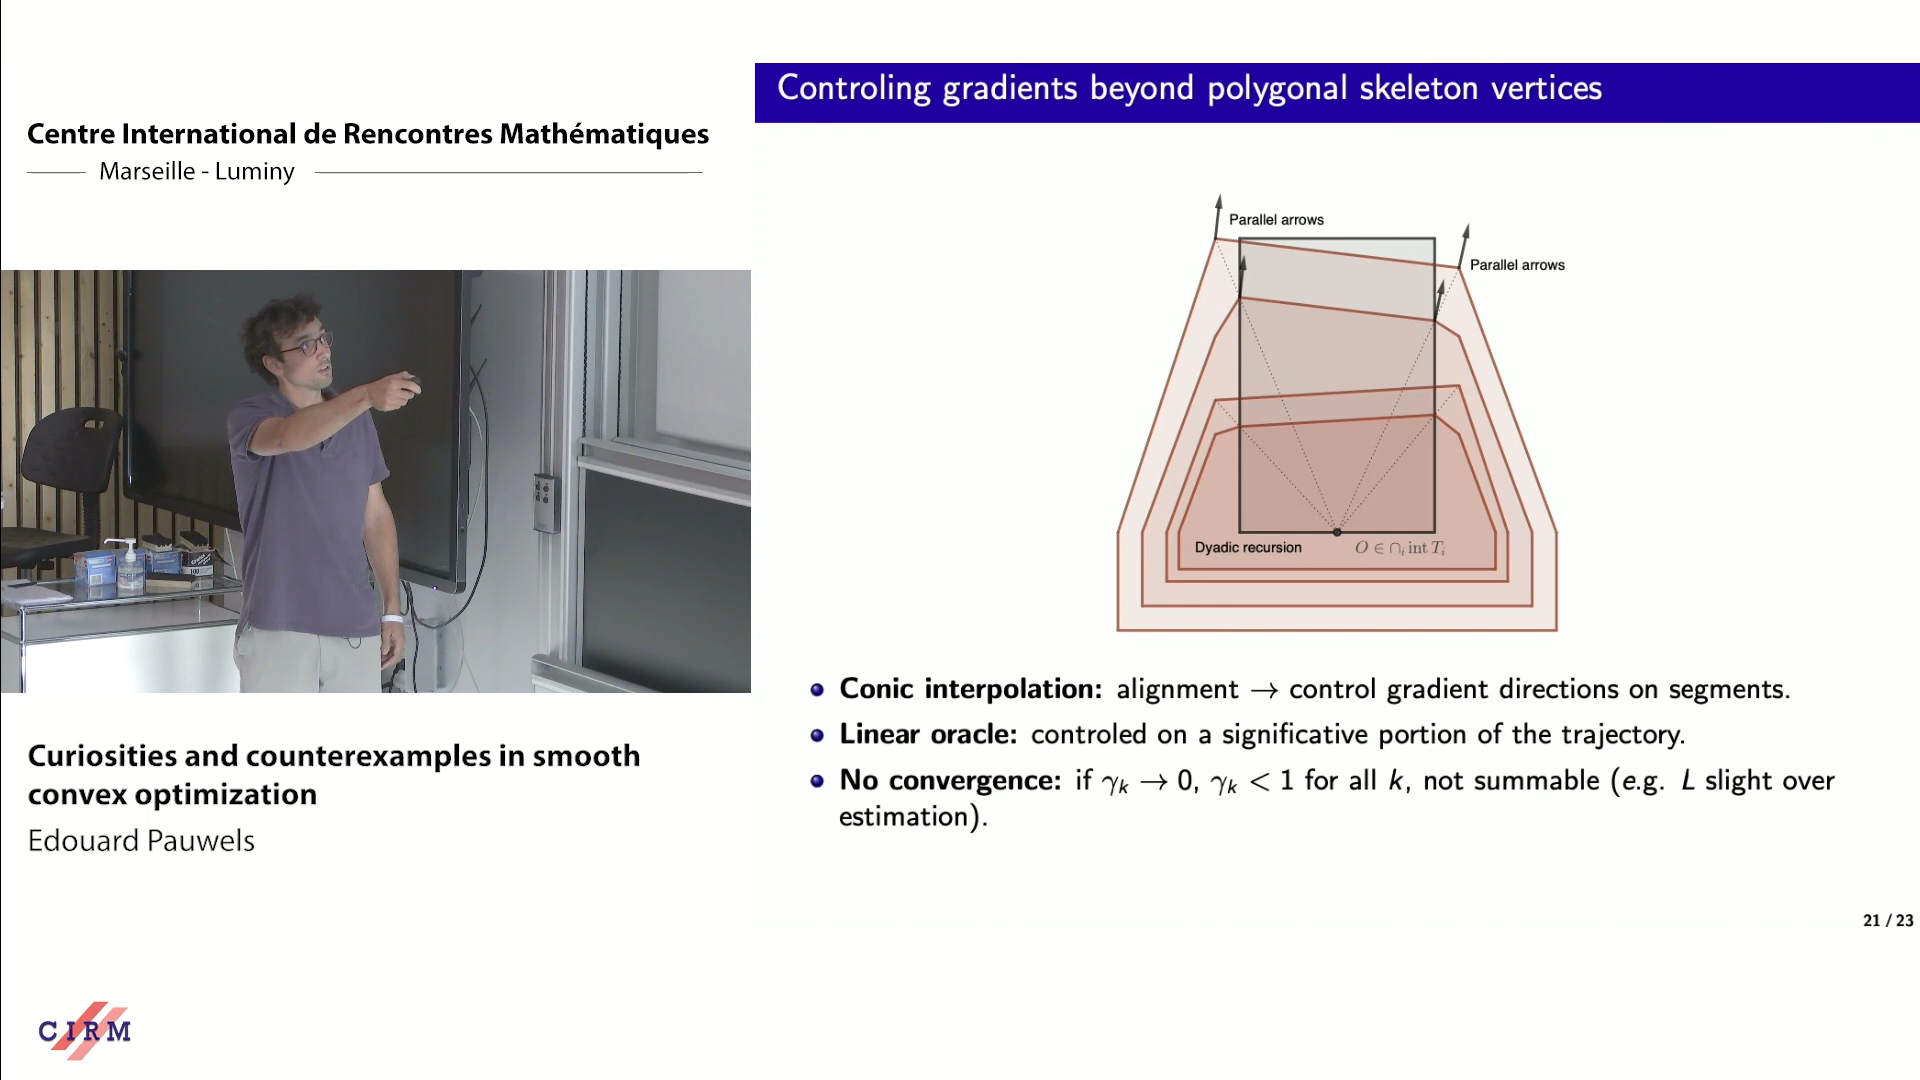 Centre International de Rencontres Mathématiques
Marseille - Luminy
Curiosities and counterexamples in smooth
convex optimization
Edouard Pauwels
CIRM
Controling gradients beyond polygonal skeleton vertices
Parallel arrows
Parallel arrows
Dyadic recursion
O ∈ ∩ᵢ int Tᵢ
Conic interpolation: alignment → control gradient directions on segments.
Linear oracle: controled on a significative portion of the trajectory.
No convergence: if γₖ → 0, γₖ < 1 for all k, not summable (e.g. L slight over
estimation).
21 / 23